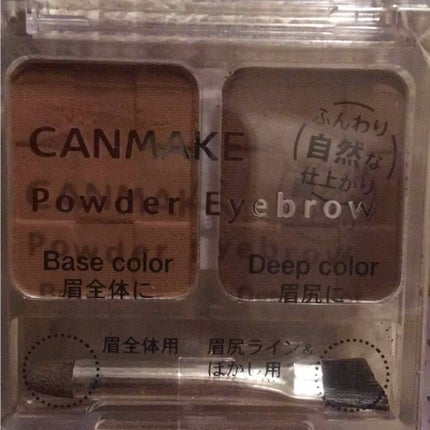 CANMAKE
ふんわり
自然な
仕上がり
Powder Eyebrow
Base color
眉全体に
Deep color
眉尻に
眉全体用
眉尻ライン&
ぼかし用